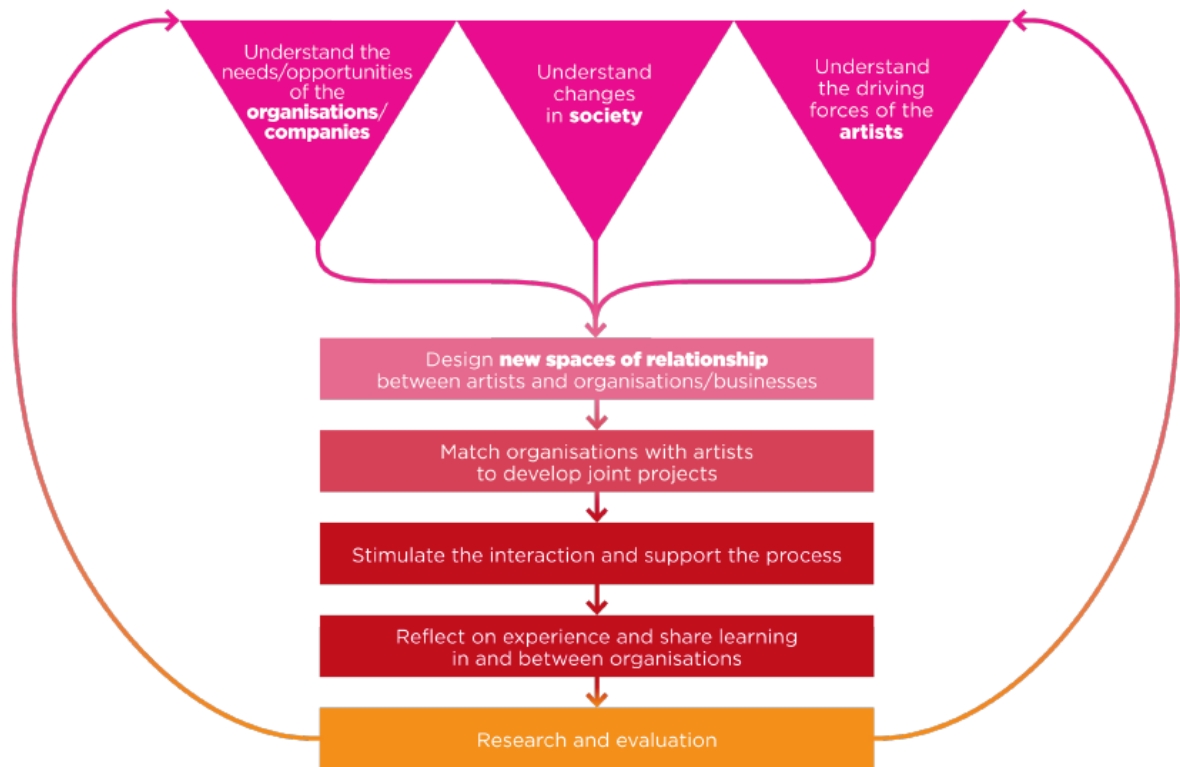 Understand the
needs/opportunities
of the
organisations/
companies
Understand
changes
in society
Understand
the driving
forces of the
artists
Design new spaces of relationship
between artists and organisations/businesses
Match organisations with artists
to develop joint projects
Stimulate the interaction and support the process
Reflect on experience and share learning
in and between organisations
Research and evaluation